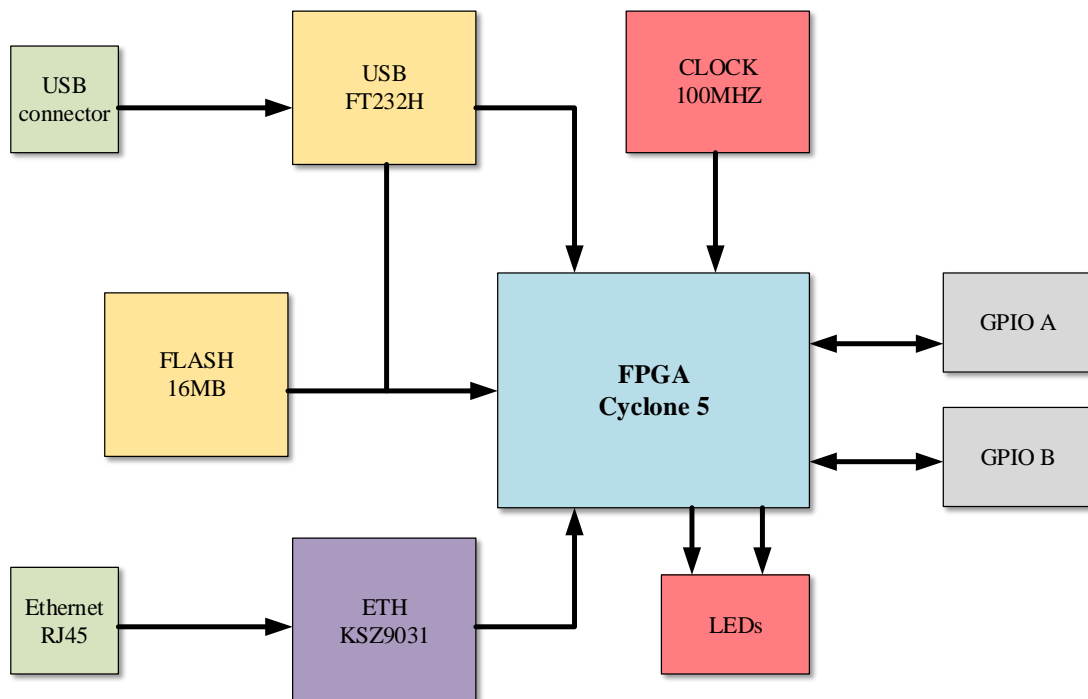 USB
connector
USB
FT232H
CLOCK
100MHZ
FLASH
16MB
FPGA
Cyclone 5
GPIO A
GPIO B
Ethernet
RJ45
ETH
KSZ9031
LEDs